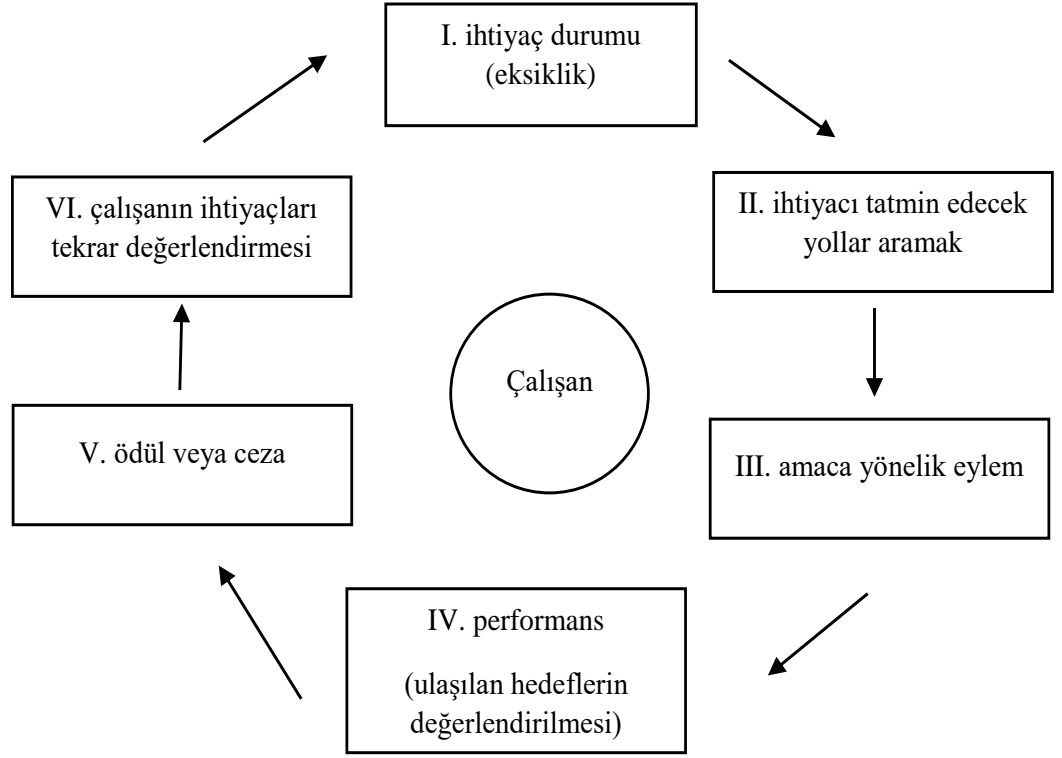 I. ihtiyaç durumu
(eksiklik)
II. ihtiyacı tatmin edecek
yollar aramak
III. amaca yönelik eylem
IV. performans
(ulaşılan hedeflerin
değerlendirilmesi)
V. ödül veya ceza
VI. çalışanın ihtiyaçları
tekrar değerlendirmesi
Çalışan